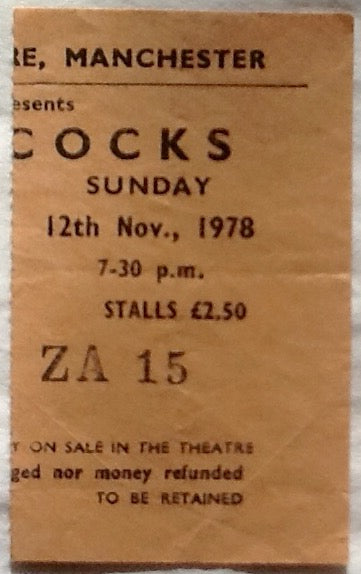 RE, MANCHESTER
esents
COCKS
SUNDAY
12th Nov., 1978
7-30 p.m.
STALLS £2.50
ZA 15
Y ON SALE IN THE THEATRE
ged nor money refunded
TO BE RETAINED